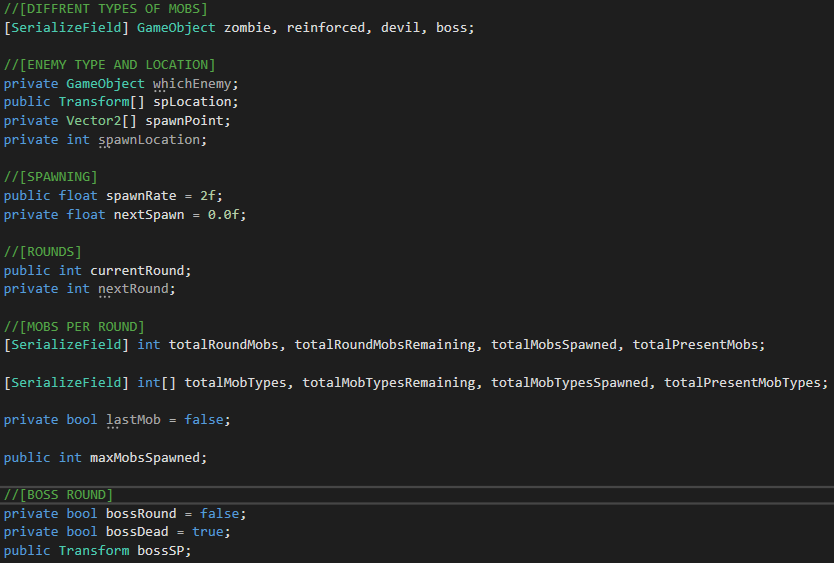 //[DIFFRENT TYPES OF MOBS]
[SerializeField] GameObject zombie, reinforced, devil, boss;
//[ENEMY TYPE AND LOCATION]
private GameObject whichEnemy;
public Transform[] spLocation;
private Vector2[] spawnPoint;
private int spawnLocation;
//[SPAWNING]
public float spawnRate = 2f;
private float nextSpawn = 0.0f;
//[ROUNDS]
public int currentRound;
private int nextRound;
//[MOBS PER ROUND]
[SerializeField] int totalRoundMobs, totalRoundMobsRemaining, totalMobsSpawned, totalPresentMobs;
[SerializeField] int[] totalMobTypes, totalMobTypesRemaining, totalMobTypesSpawned, totalPresentMobTypes;
private bool lastMob = false;
public int maxMobsSpawned;
//[BOSS ROUND]
private bool bossRound = false;
private bool bossDead = true;
public Transform bossSP;